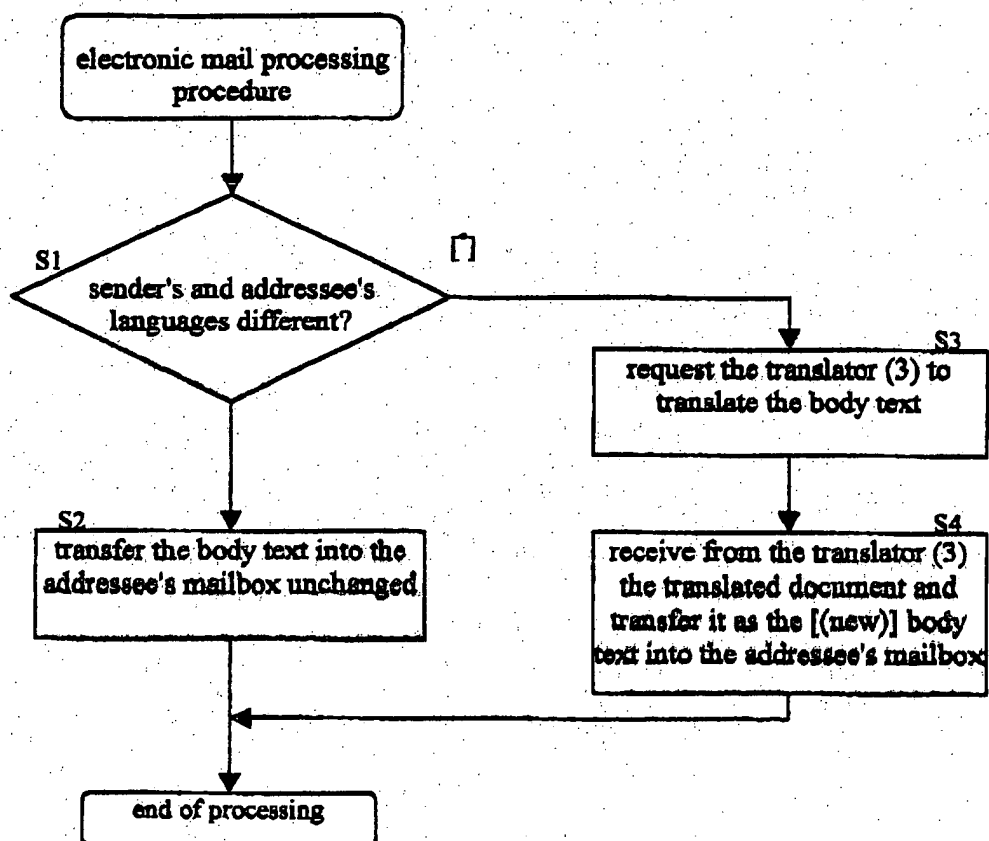 electronic mail processing
procedure
S1
sender's and addressee's
languages different?
S3
request the translator (3) to
translate the body text
S2
transfer the body text into the
addressee's mailbox unchanged
S4
receive from the translator (3)
the translated document and
transfer it as the [(new)] body
text into the addressee's mailbox
end of processing